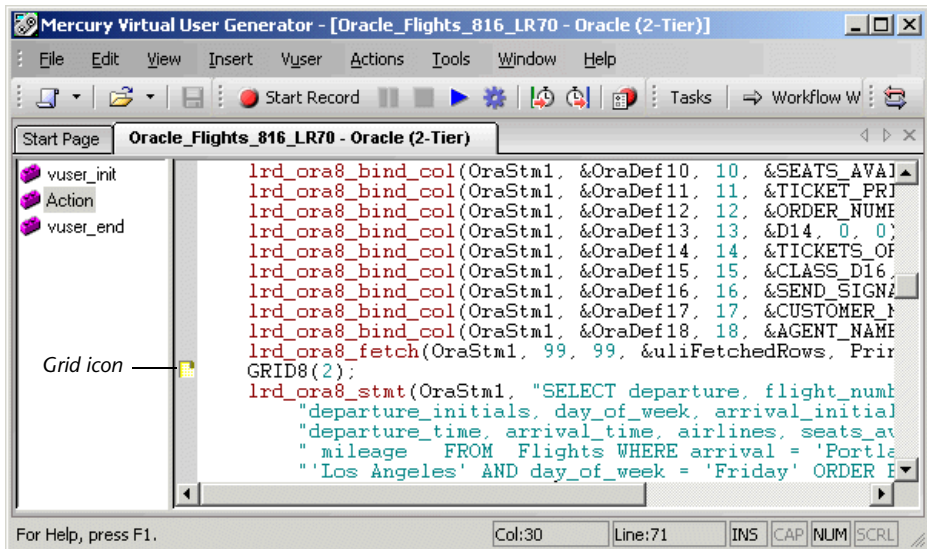 Mercury Virtual User Generator - [Oracle_Flights_816_LR70 - Oracle (2-Tier)]
File Edit View Insert Vuser Actions Tools Window Help
Start Record Tasks Workflow W
Start Page Oracle_Flights_816_LR70 - Oracle (2-Tier)
vuser_init
Action
vuser_end
lrd_ora8_bind_col(OraStm1, &OraDef10, 10, &SEATS_AVAI
lrd_ora8_bind_col(OraStm1, &OraDef11, 11, &TICKET_PRI
lrd_ora8_bind_col(OraStm1, &OraDef12, 12, &ORDER_NUME
lrd_ora8_bind_col(OraStm1, &OraDef13, 13, &D14, 0, 0)
lrd_ora8_bind_col(OraStm1, &OraDef14, 14, &TICKETS_OF
lrd_ora8_bind_col(OraStm1, &OraDef15, 15, &CLASS_D16,
lrd_ora8_bind_col(OraStm1, &OraDef16, 16, &SEND_SIGNA
lrd_ora8_bind_col(OraStm1, &OraDef17, 17, &CUSTOMER_N
lrd_ora8_bind_col(OraStm1, &OraDef18, 18, &AGENT_NAME
lrd_ora8_fetch(OraStm1, 99, 99, &uliFetchedRows, Prin
Grid icon
GRID8(2);
lrd_ora8_stmt(OraStm1, "SELECT departure, flight_numb
"departure_initials, day_of_week, arrival_initial
"departure_time, arrival_time, airlines, seats_av
" mileage FROM Flights WHERE arrival = 'Portla
"'Los Angeles' AND day_of_week = 'Friday' ORDER B
For Help, press F1. Col:30 Line:71 INS CAP NUM SCRL